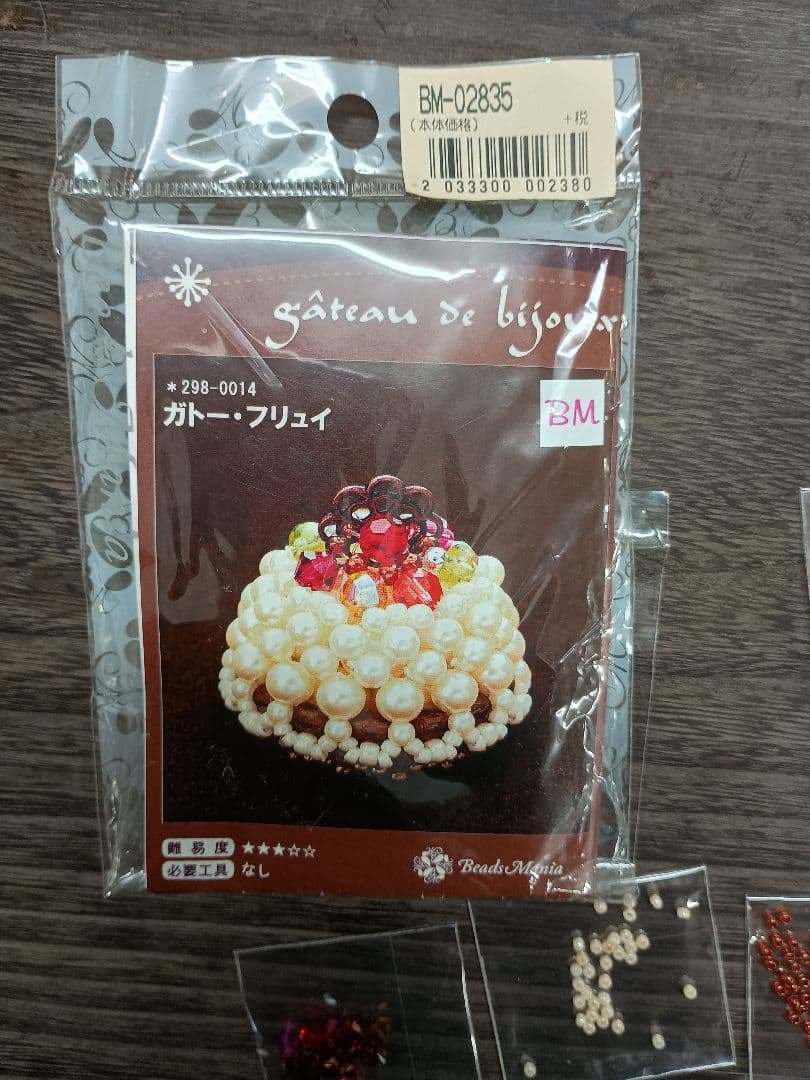 BM-02835
(本体価格) +税
2 033300 002380
gâteau de bijoux
*298-0014
ガトー・フリュイ
BM
難易度 ★★★☆☆
必要工具 なし
Beads Mania